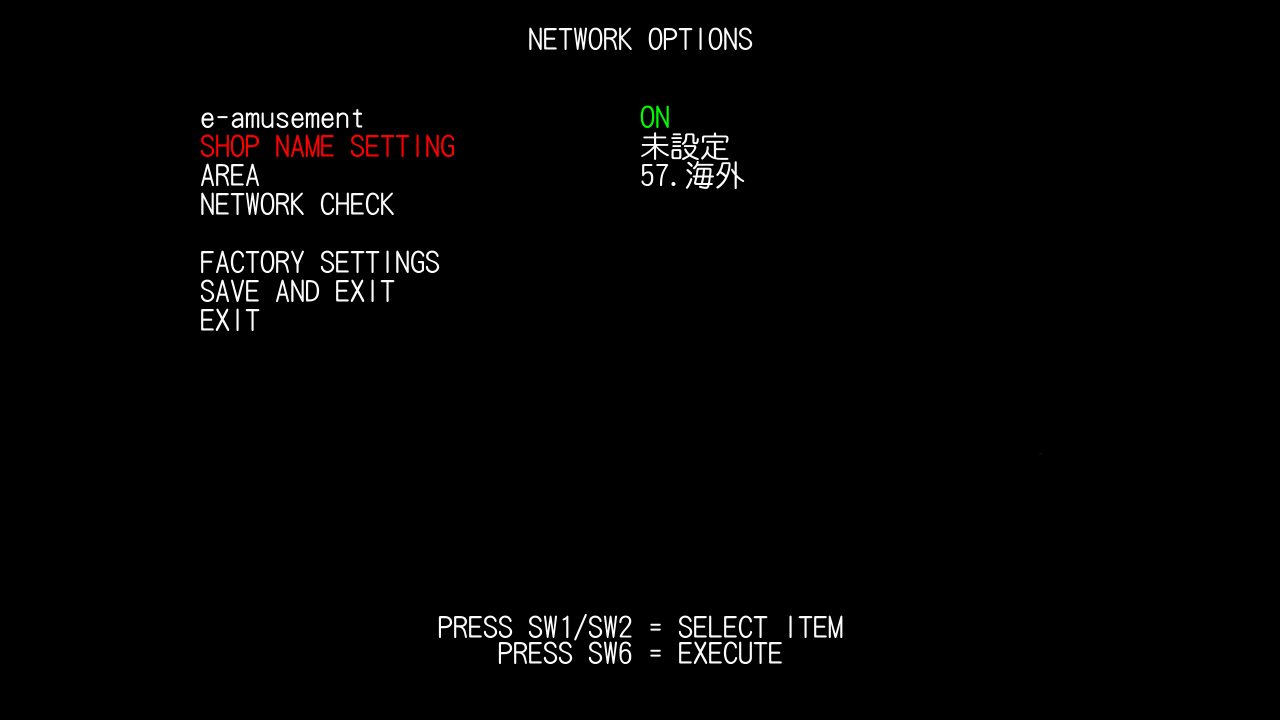 NETWORK OPTIONS
e-amusement ON
SHOP NAME SETTING 未設定
AREA 57.海外
NETWORK CHECK
FACTORY SETTINGS
SAVE AND EXIT
EXIT
PRESS SW1/SW2 = SELECT ITEM
PRESS SW6 = EXECUTE